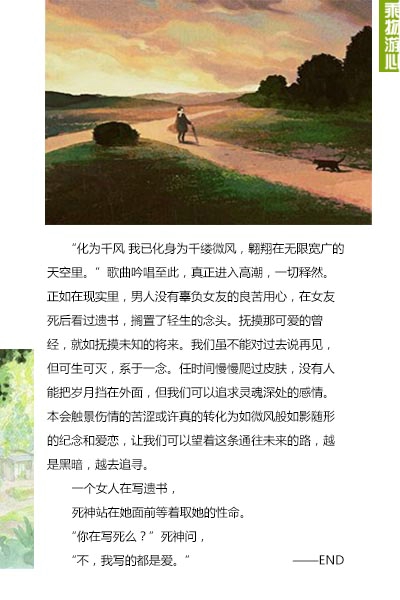 乘物游心
“化为千风 我已化身为千缕微风，翱翔在无限宽广的
天空里。”歌曲吟唱至此，真正进入高潮，一切释然。
正如在现实里，男人没有辜负女友的良苦用心，在女友
死后看过遗书，搁置了轻生的念头。抚摸那可爱的曾
经，就如抚摸未知的将来。我们虽不能对过去说再见，
但可生可灭，系于一念。任时间慢慢爬过皮肤，没有人
能把岁月挡在外面，但我们可以追求灵魂深处的感情。
本会触景伤情的苦涩或许真的转化为如微风般如影随形
的纪念和爱恋，让我们可以望着这条通往未来的路，越
是黑暗，越去追寻。
一个女人在写遗书，
死神站在她面前等着取她的性命。
“你在写死么？”死神问，
“不，我写的都是爱。” ——END